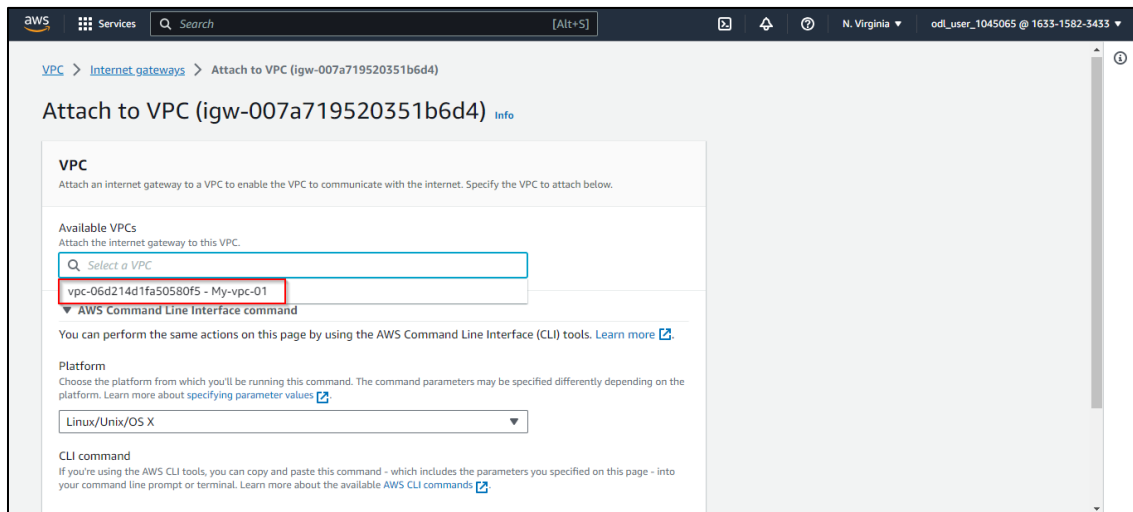 aws Services Search [Alt+S] N. Virginia ▼ odl_user_1045065 @ 1633-1582-3433 ▼
VPC > Internet gateways > Attach to VPC (igw-007a719520351b6d4)
Attach to VPC (igw-007a719520351b6d4) Info
VPC
Attach an internet gateway to a VPC to enable the VPC to communicate with the internet. Specify the VPC to attach below.
Available VPCs
Attach the internet gateway to this VPC.
Select a VPC
vpc-06d214d1fa50580f5 - My-vpc-01
▼ AWS Command Line Interface command
You can perform the same actions on this page by using the AWS Command Line Interface (CLI) tools. Learn more
Platform
Choose the platform from which you'll be running this command. The command parameters may be specified differently depending on the
platform. Learn more about specifying parameter values
Linux/Unix/OS X
CLI command
If you're using the AWS CLI tools, you can copy and paste this command - which includes the parameters you specified on this page - into
your command line prompt or terminal. Learn more about the available AWS CLI commands